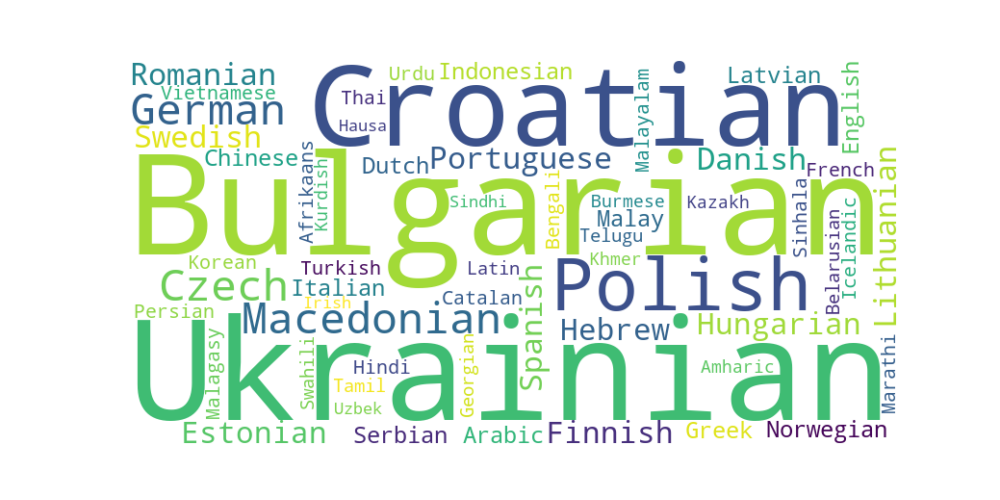 Romanian
Vietnamese
German
Swedish
Chinese
Croatian
Urdu
Indonesian
Thai
Hausa
Malayalam
Latvian
English
Bulgarian
Afrikaans
Kurdish
Dutch
Portuguese
Danish
French
Sindhi
Bengali
Burmese
Malay
Telugu
Kazakh
Sinhala
Belarusian
Icelandic
Lithuanian
Korean
Czech
Persian
Turkish
Italian
Irish
Latin
Catalan
Macedonian
Spanish
Khmer
Polish
Hebrew
Hungarian
Ukrainian
Malagasy
Swahili
Hindi
Tamil
Uzbek
Georgian
Amharic
Marathi
Estonian
Serbian
Arabic
Finnish
Greek
Norwegian